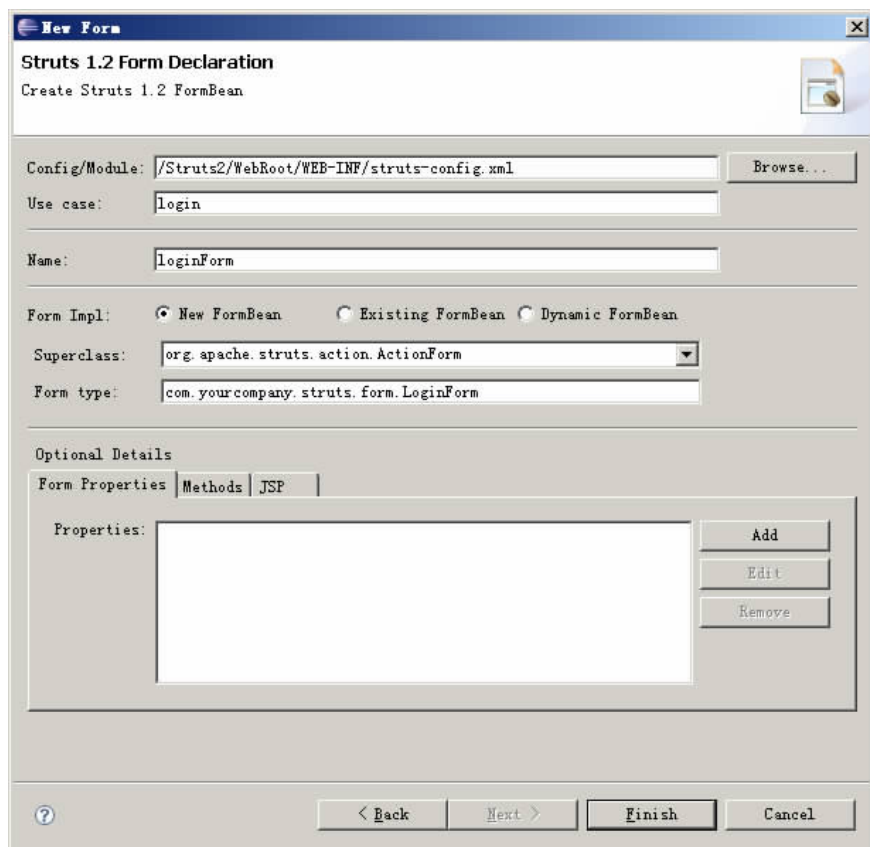 New Form
Struts 1.2 Form Declaration
Create Struts 1.2 FormBean
Config/Module: /Struts2/WebRoot/WEB-INF/struts-config.xml Browse...
Use case: login
Name: loginForm
Form Impl: New FormBean Existing FormBean Dynamic FormBean
Superclass: org.apache.struts.action.ActionForm
Form type: com.yourcompany.struts.form.LoginForm
Optional Details
Form Properties Methods JSP
Properties: Add
Edit
Remove
? < Back Next > Finish Cancel